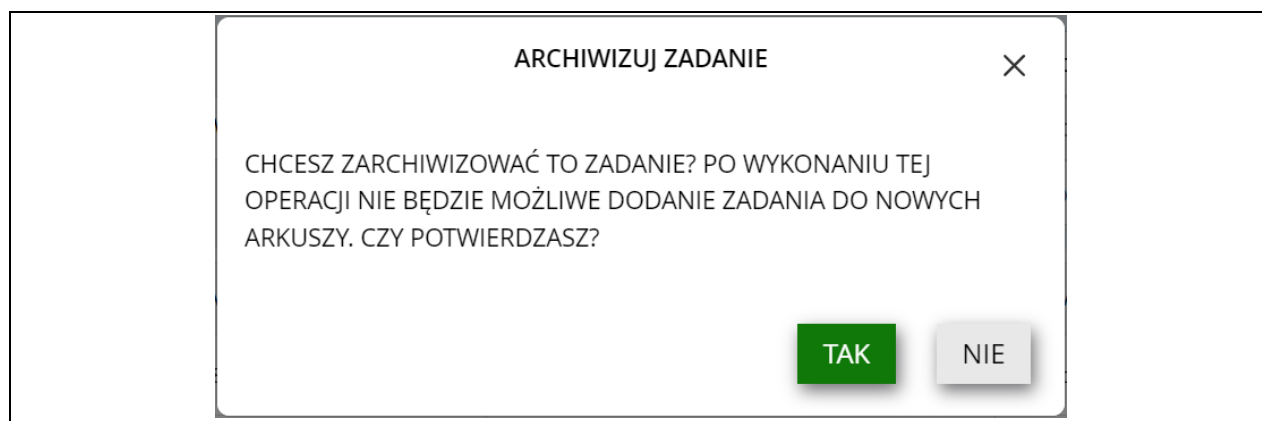 ARCHIWIZUJ ZADANIE
CHCESZ ZARCHIWIZOWAĆ TO ZADANIE? PO WYKONANIU TEJ
OPERACJI NIE BĘDZIE MOŻLIWE DODANIE ZADANIA DO NOWYCH
ARKUSZY. CZY POTWIERDZASZ?
TAK NIE